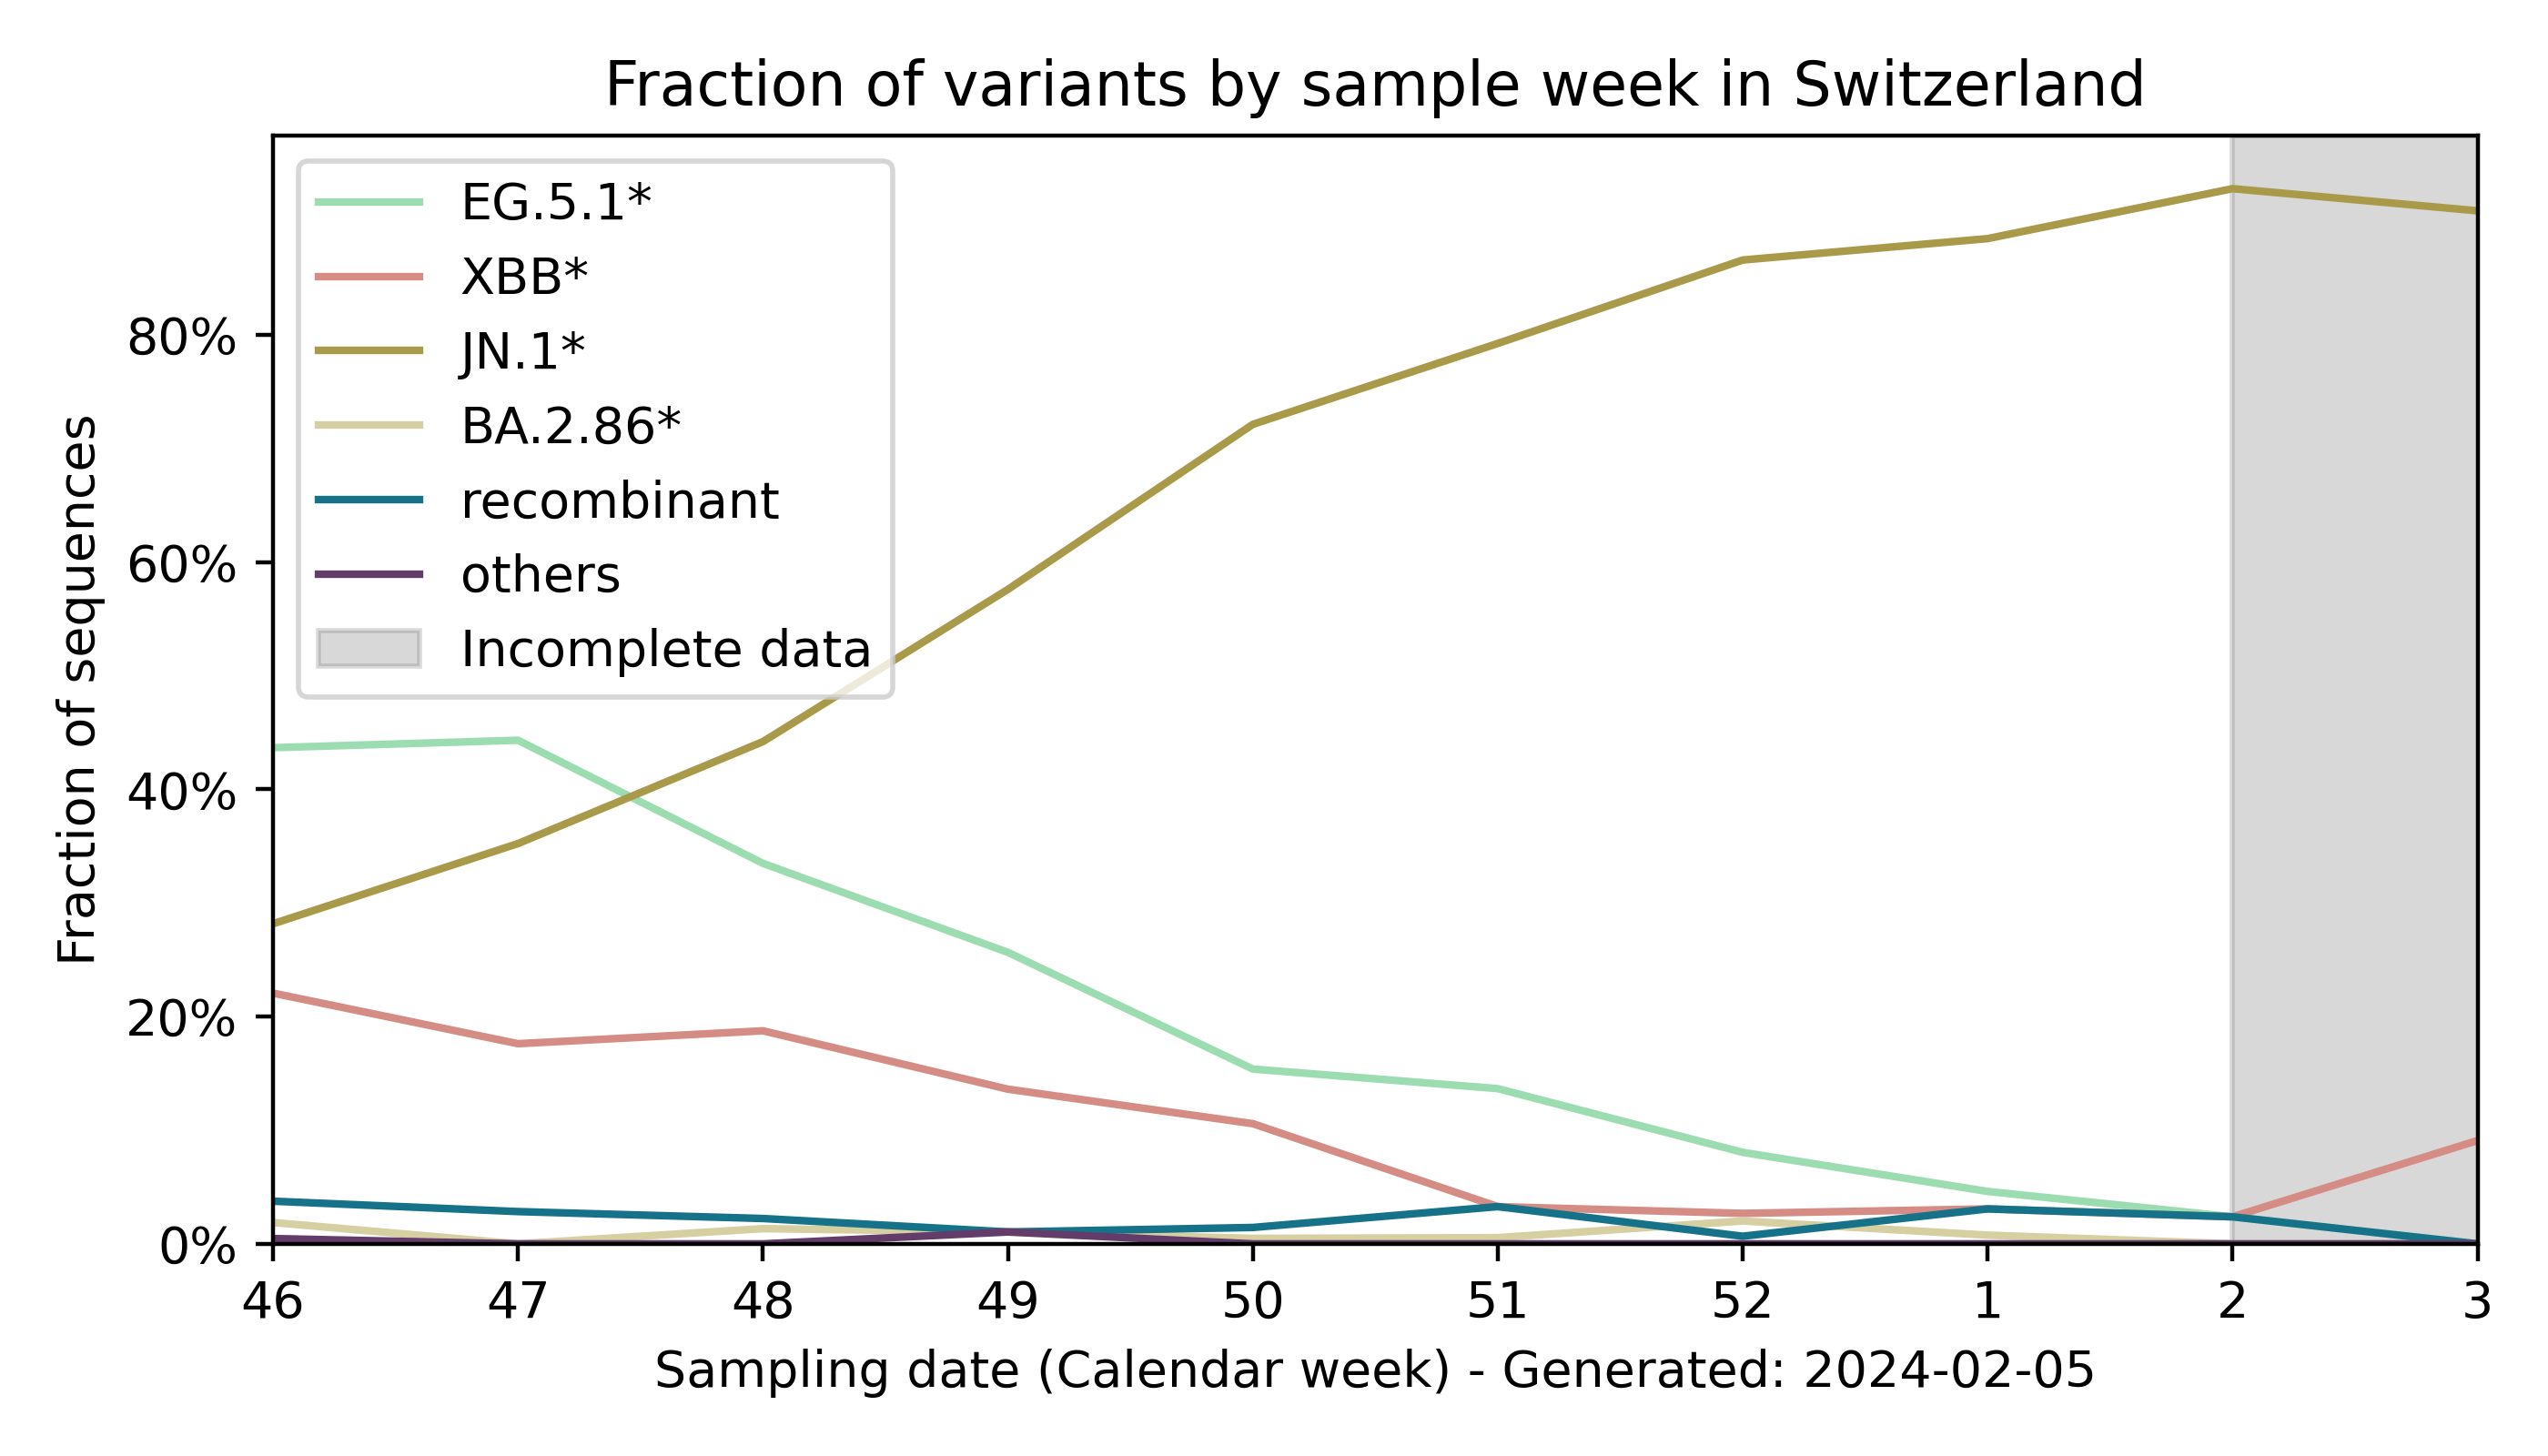 Fraction of variants by sample week in Switzerland
EG.5.1*
XBB*
JN.1*
BA.2.86*
recombinant
others
Incomplete data
Fraction of sequences
80%
60%
40%
20%
0%
46 47 48 49 50 51 52 1 2 3
Sampling date (Calendar week) - Generated: 2024-02-05